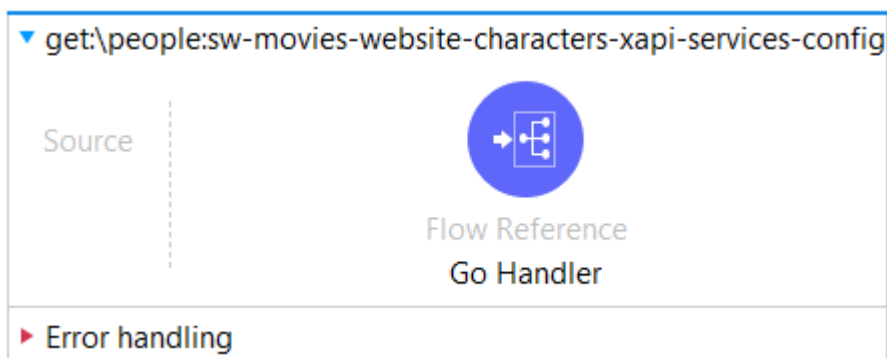 get:\people:sw-movies-website-characters-xapi-services-config
Source
Flow Reference
Go Handler
Error handling